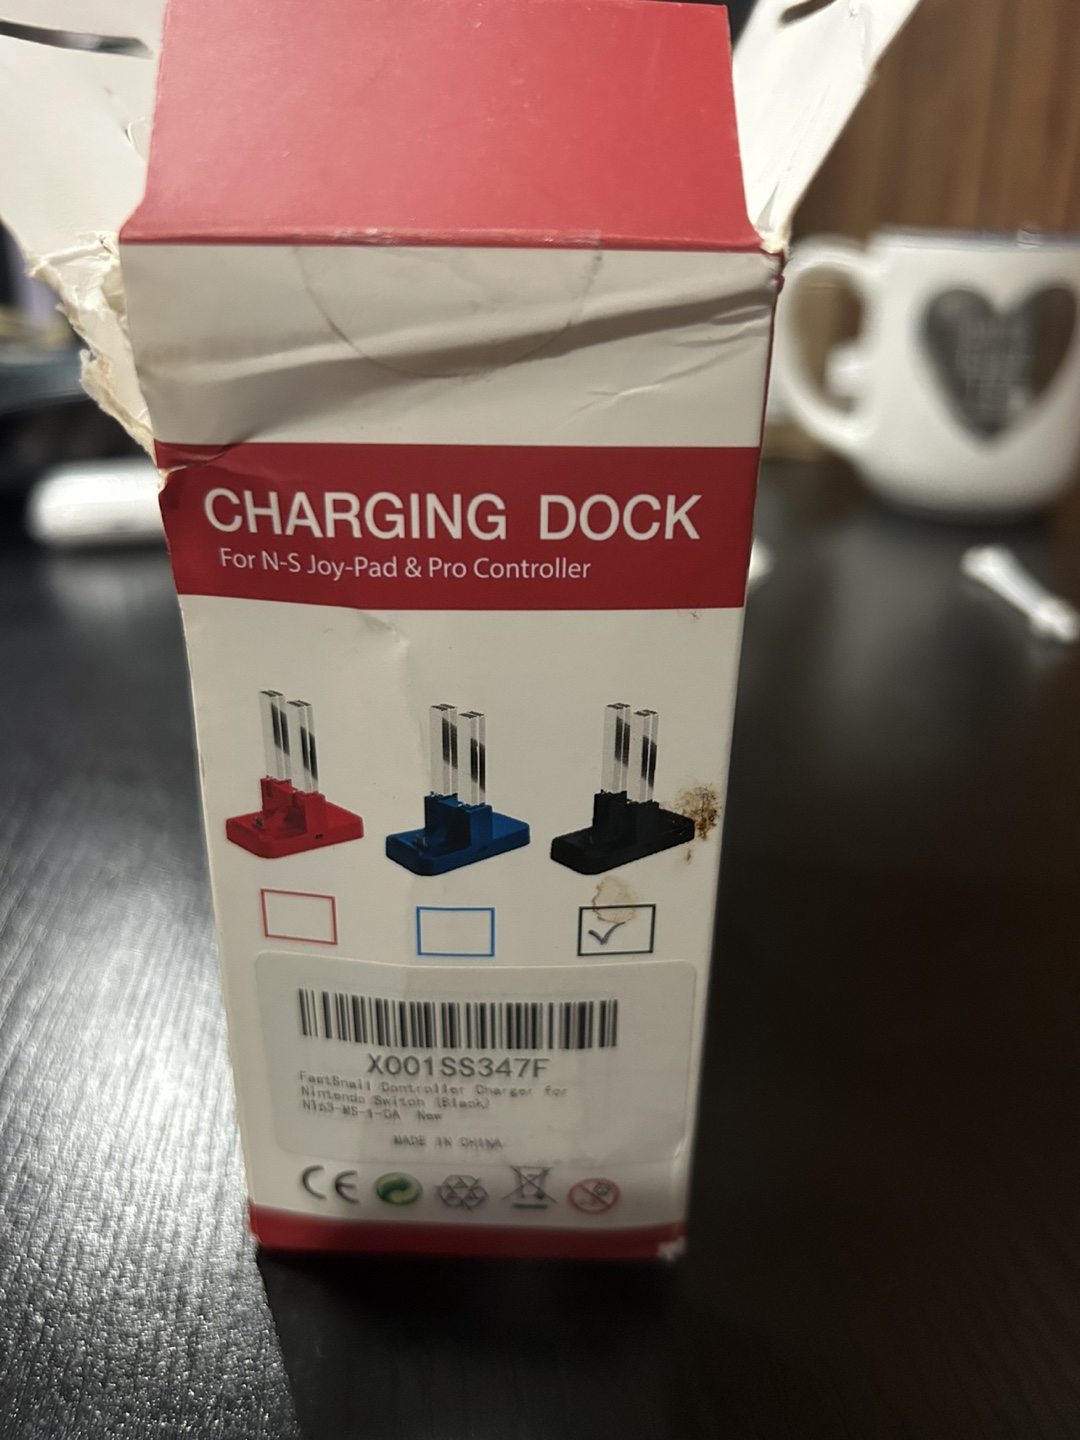 CHARGING DOCK
For N-S Joy-Pad & Pro Controller
X001SS347F
FastSnail Controller Charger for
Nintendo Switch (Black)
New
MADE IN CHINA
CE